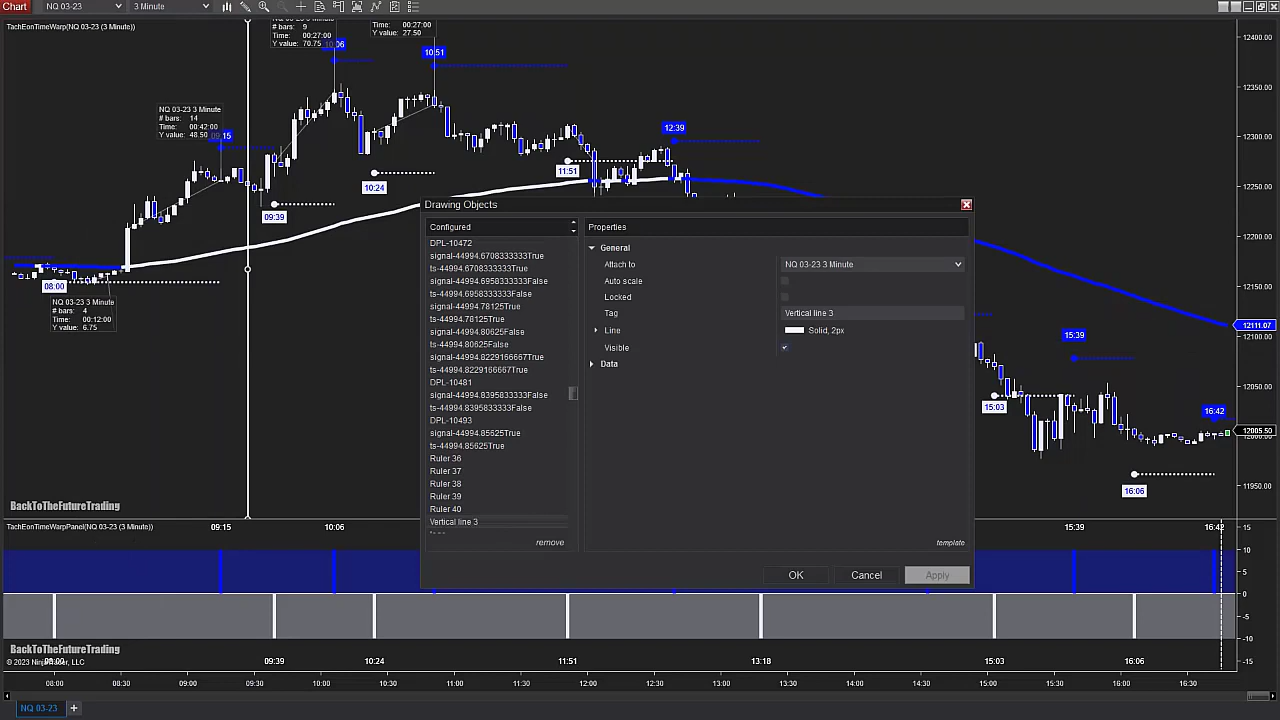 Chart
NQ 03-23
3 Minute
TachEonTimeWarp(NQ 03-23 (3 Minute))
# bars: 9
Time: 00:27:00
Y value: 70.75
Time: 00:27:00
Y value: 27.50
10:51
NQ 03-23 3 Minute
# bars: 14
Time: 00:42:00
Y value: 48.50
12:39
11:51
10:24
09:39
08:00
NQ 03-23 3 Minute
# bars: 4
Time: 00:12:00
Y value: 6.75
15:39
15:03
16:42
16:06
12400.00
12350.00
12300.00
12250.00
12200.00
12150.00
12111.07
12100.00
12050.00
12005.50
11950.00
Drawing Objects
Configured
DPL-10472
signal-44994.6708333333True
ts-44994.6708333333True
signal-44994.6958333333False
ts-44994.6958333333False
signal-44994.78125True
ts-44994.78125True
signal-44994.80625False
ts-44994.80625False
signal-44994.8229166667True
ts-44994.8229166667True
DPL-10481
signal-44994.8395833333False
ts-44994.8395833333False
DPL-10493
signal-44994.85625True
ts-44994.85625True
Ruler 36
Ruler 37
Ruler 38
Ruler 39
Ruler 40
Vertical line 3
remove
Properties
General
Attach to
NQ 03-23 3 Minute
Auto scale
Locked
Tag
Vertical line 3
Line
Solid, 2px
Visible
Data
template
OK
Cancel
Apply
BackToTheFutureTrading
TachEonTimeWarpPanel(NQ 03-23 (3 Minute))
09:15
10:06
15:39
16:42
15
10
5
0
-5
-10
-15
BackToTheFutureTrading
09:39
10:24
11:51
13:18
15:03
16:06
08:00
08:30
09:00
09:30
10:00
10:30
11:00
11:30
12:00
12:30
13:00
13:30
14:00
14:30
15:00
15:30
16:00
16:30
NQ 03-23